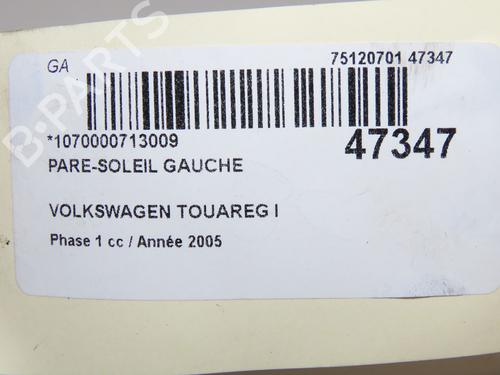 GA
75120701 47347
*1070000713009
47347
PARE-SOLEIL GAUCHE
VOLKSWAGEN TOUAREG I
Phase 1 cc / Année 2005
B-PARTS